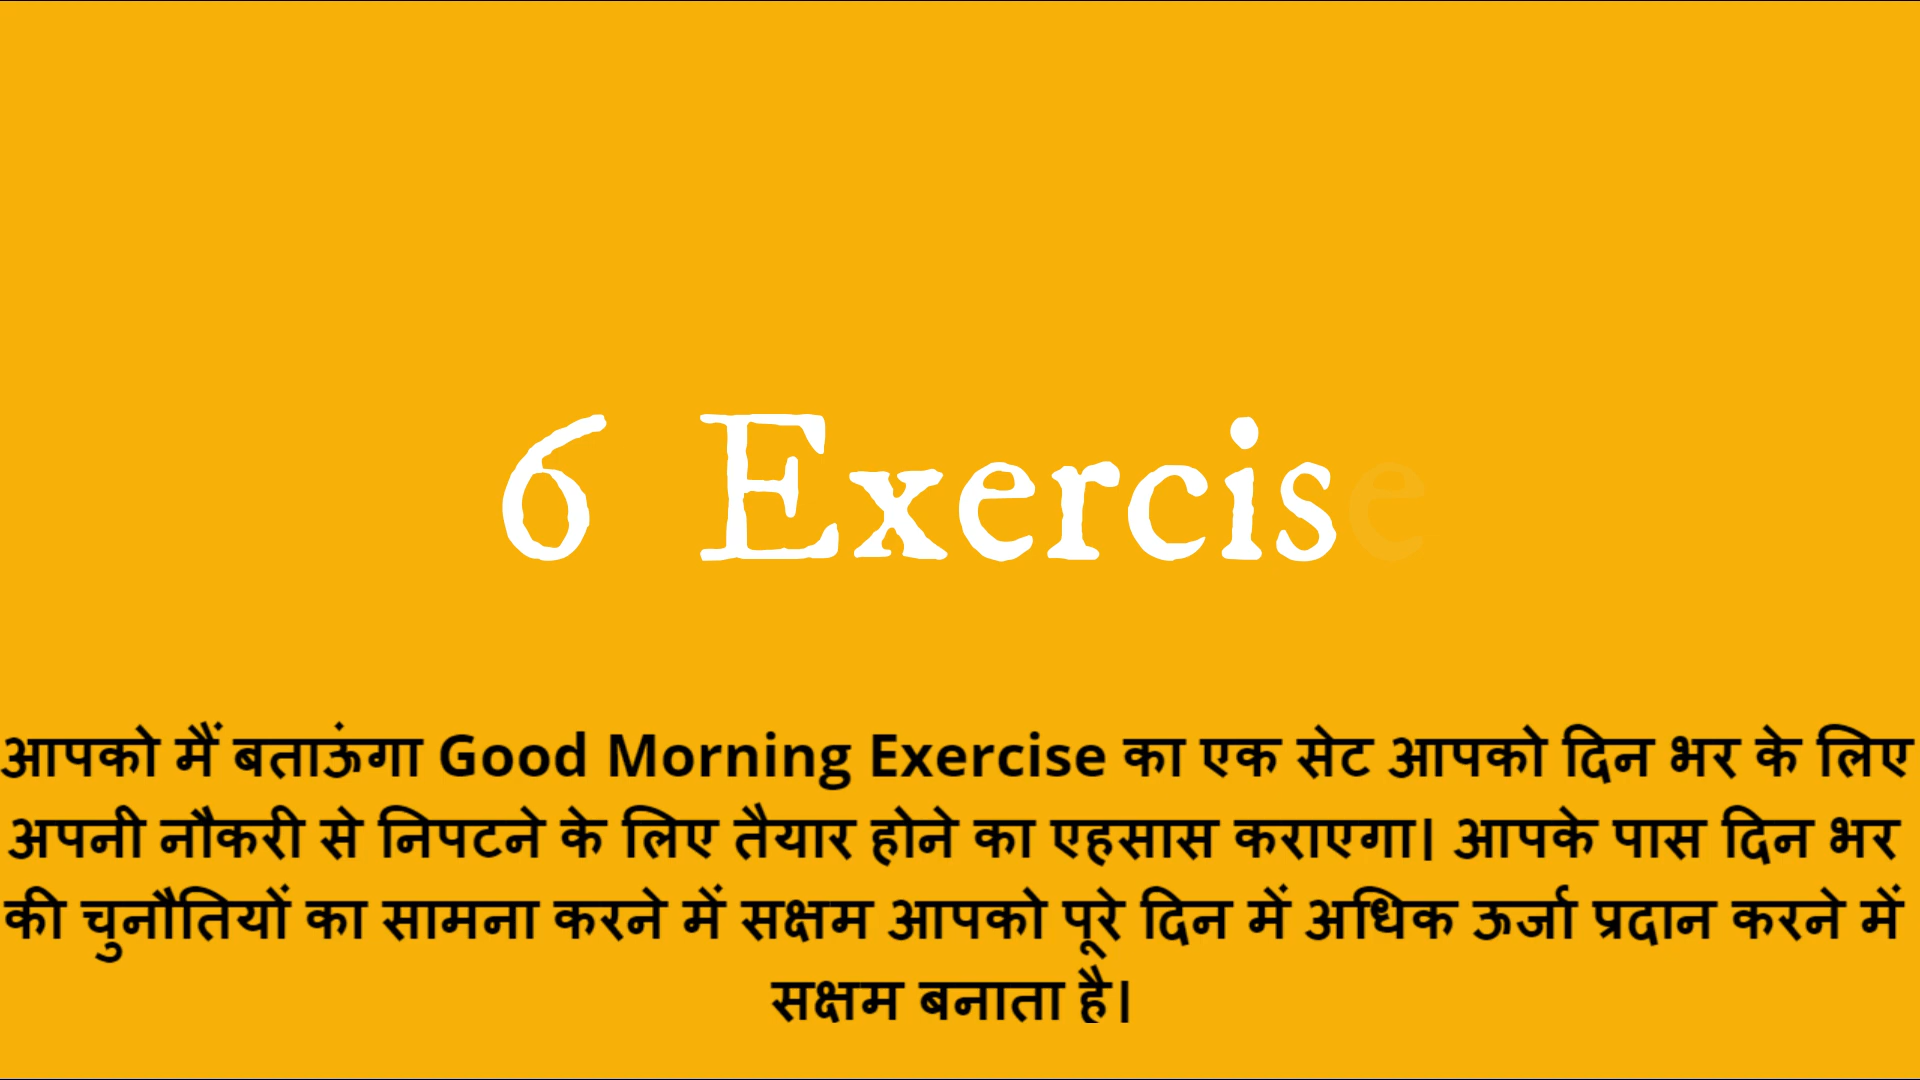 6 Exercise
आपको मैं बताऊंगा Good Morning Exercise का एक सेट आपको दिन भर के लिए
अपनी नौकरी से निपटने के लिए तैयार होने का एहसास कराएगा। आपके पास दिन भर
की चुनौतियों का सामना करने में सक्षम आपको पूरे दिन में अधिक ऊर्जा प्रदान करने में
सक्षम बनाता है।